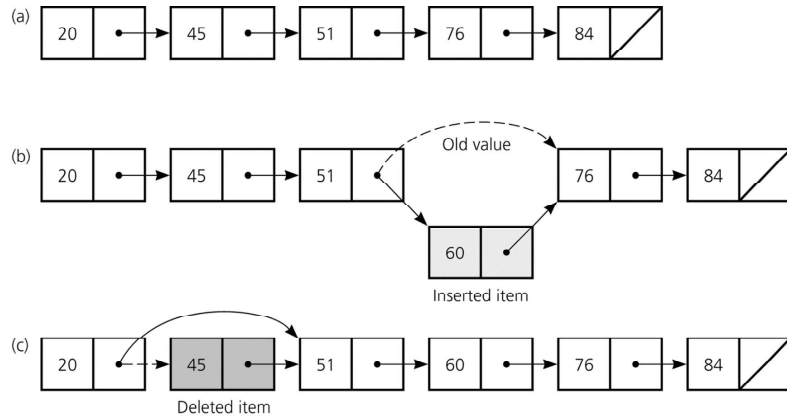 (a) 20 45 51 76 84
Old value
(b) 20 45 51 76 84
60
Inserted item
(c) 20 45 51 60 76 84
Deleted item